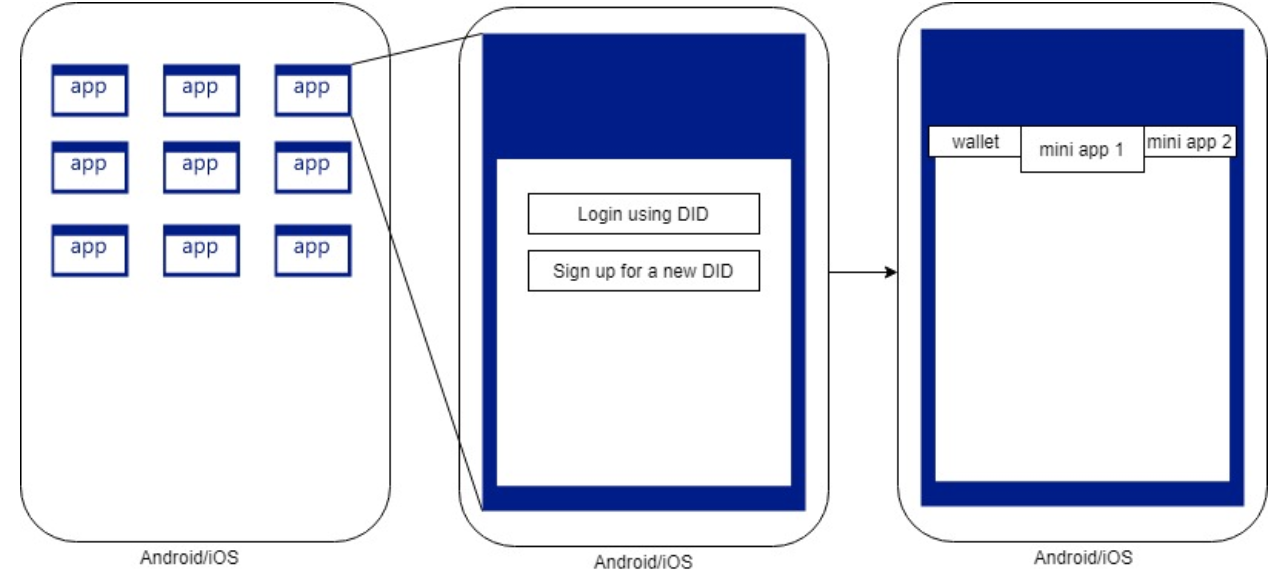 app app app
app app app
app app app
Android/iOS
Login using DID
Sign up for a new DID
Android/iOS
wallet mini app 1 mini app 2
Android/iOS